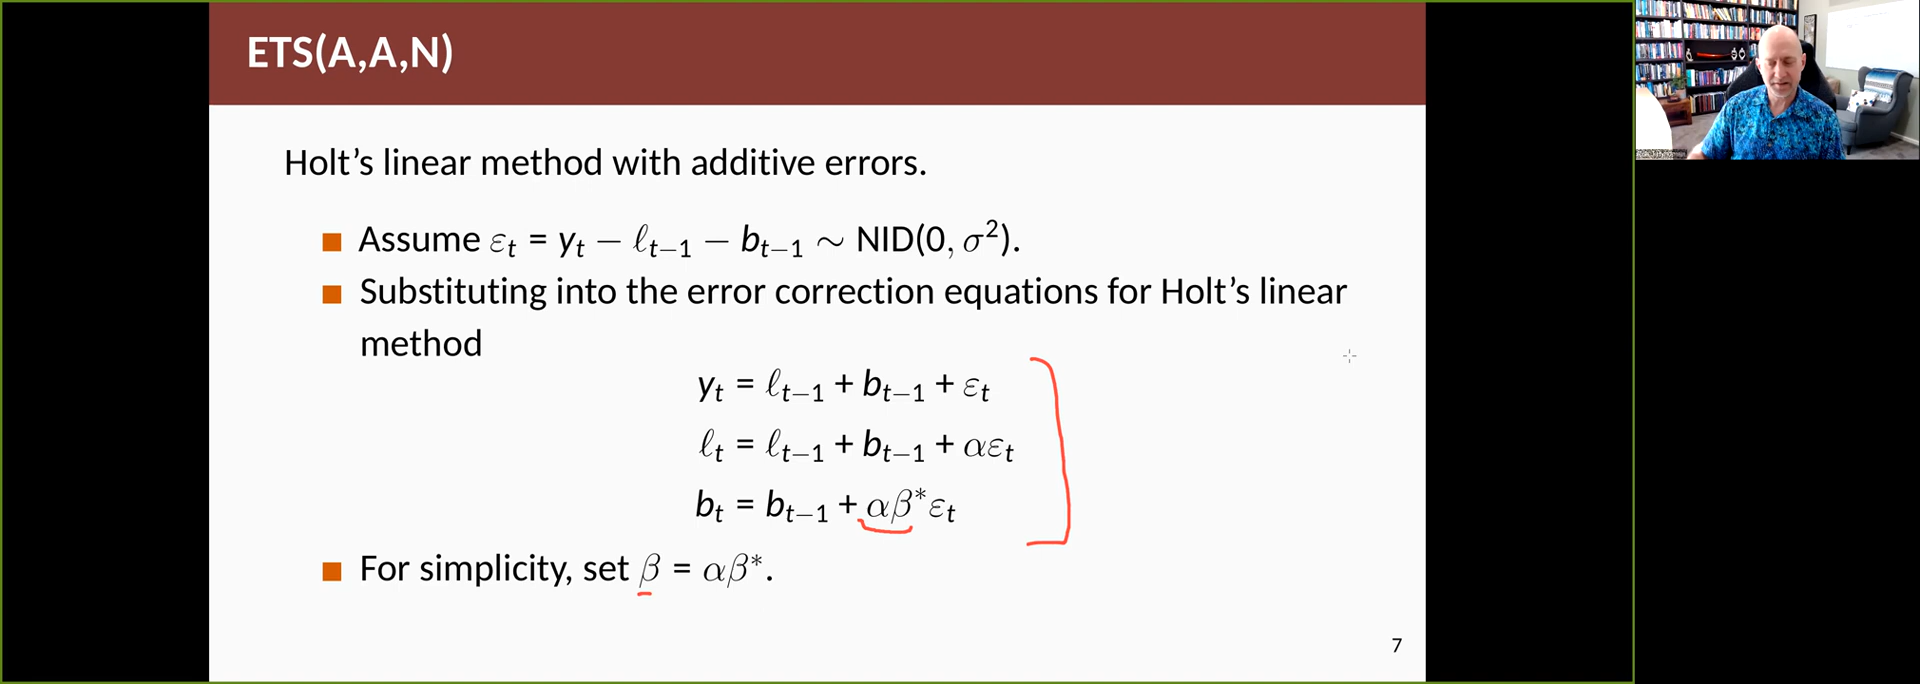 ETS(A,A,N)
Holt’s linear method with additive errors.
■ Assume εₜ = yₜ − ℓₜ₋₁ − bₜ₋₁ ∼ NID(0, σ²).
■ Substituting into the error correction equations for Holt’s linear
method
yₜ = ℓₜ₋₁ + bₜ₋₁ + εₜ
ℓₜ = ℓₜ₋₁ + bₜ₋₁ + αεₜ
bₜ = bₜ₋₁ + αβ*εₜ
■ For simplicity, set β = αβ*.
7